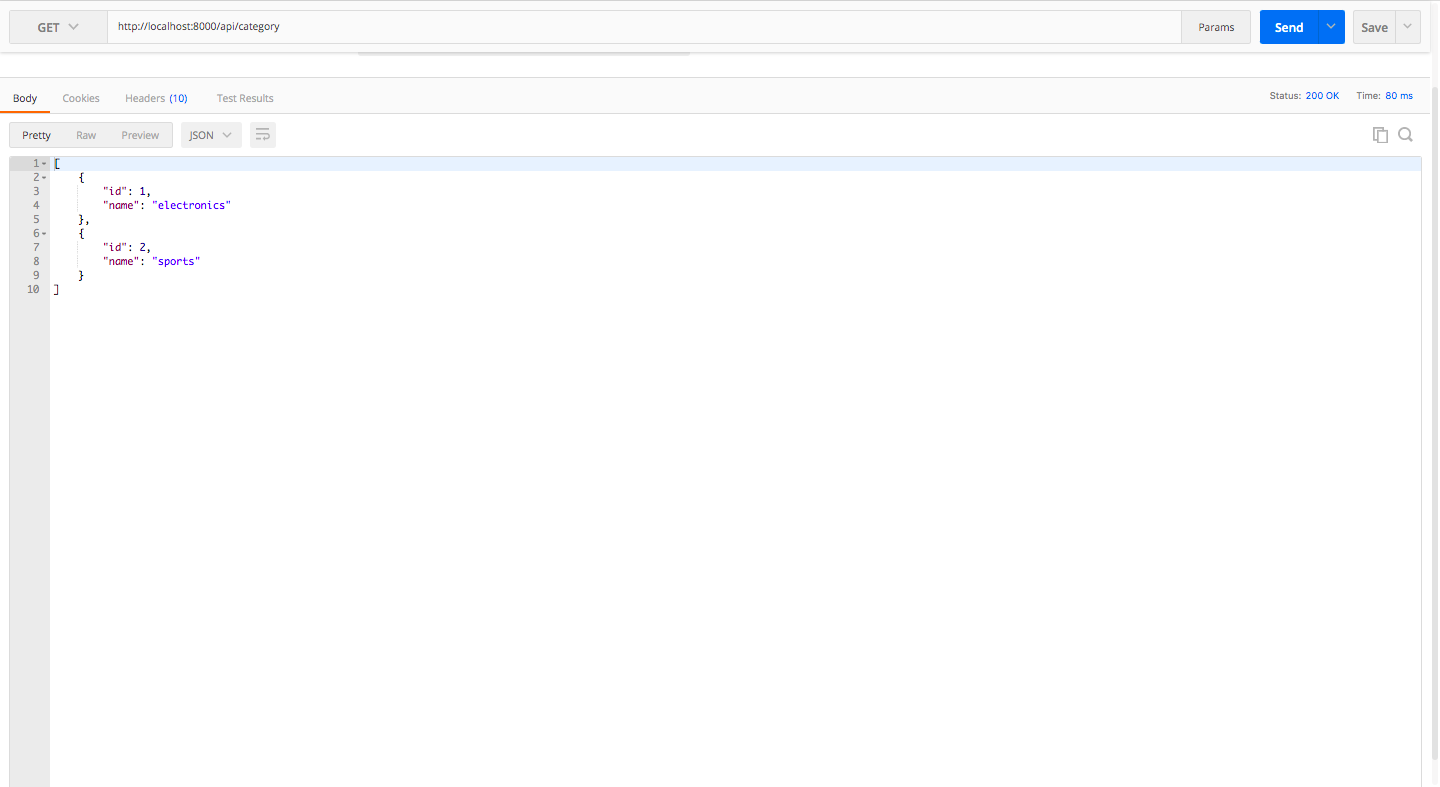 GET http://localhost:8000/api/category Params Send Save
Body Cookies Headers (10) Test Results Status: 200 OK Time: 80 ms
Pretty Raw Preview JSON
1 [
2 {
3 "id": 1,
4 "name": "electronics"
5 },
6 {
7 "id": 2,
8 "name": "sports"
9 }
10 ]